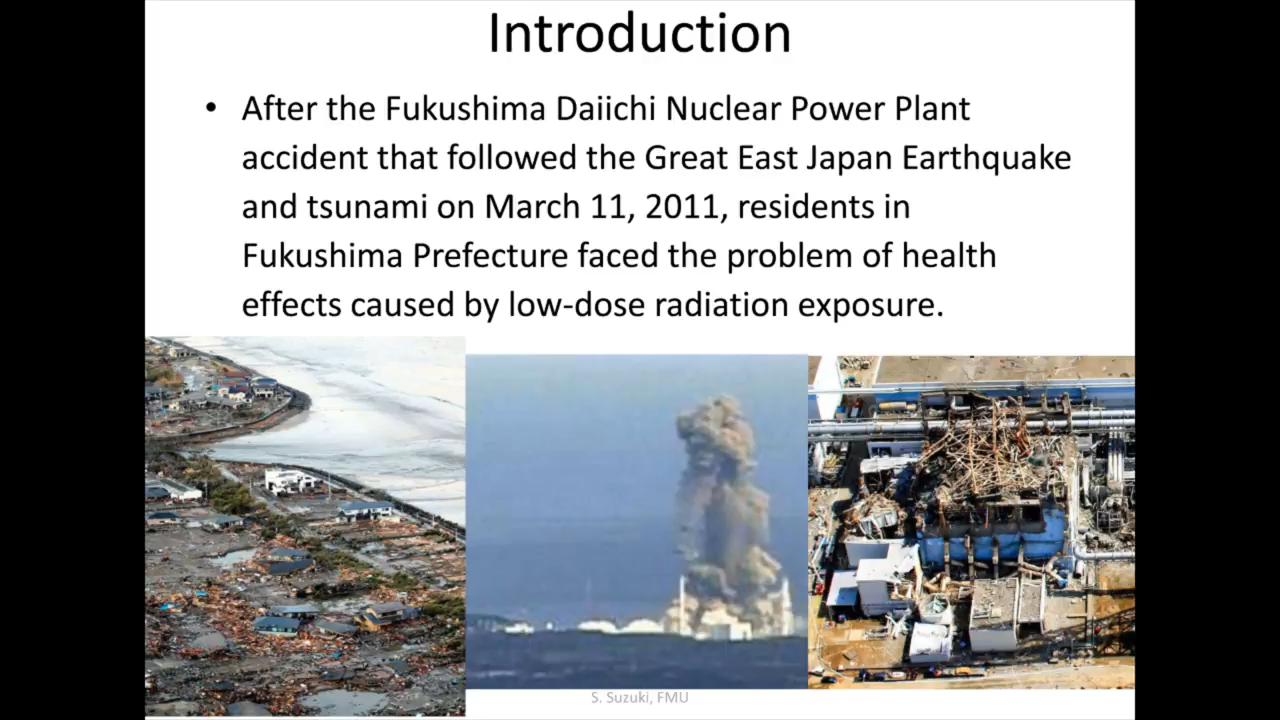 Introduction
• After the Fukushima Daiichi Nuclear Power Plant
accident that followed the Great East Japan Earthquake
and tsunami on March 11, 2011, residents in
Fukushima Prefecture faced the problem of health
effects caused by low-dose radiation exposure.
S. Suzuki, FMU